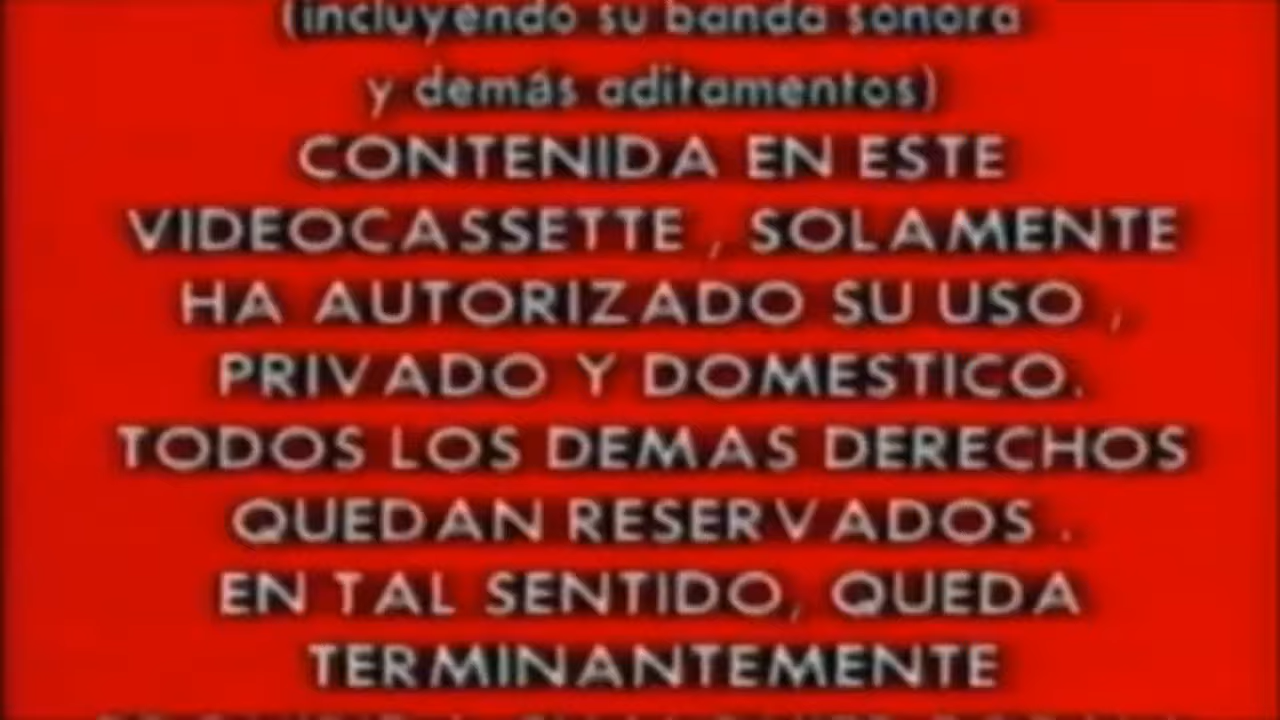 (incluyendo su banda sonora
y demás aditamentos)
CONTENIDA EN ESTE
VIDEOCASSETTE , SOLAMENTE
HA AUTORIZADO SU USO ,
PRIVADO Y DOMESTICO.
TODOS LOS DEMAS DERECHOS
QUEDAN RESERVADOS .
EN TAL SENTIDO, QUEDA
TERMINANTEMENTE